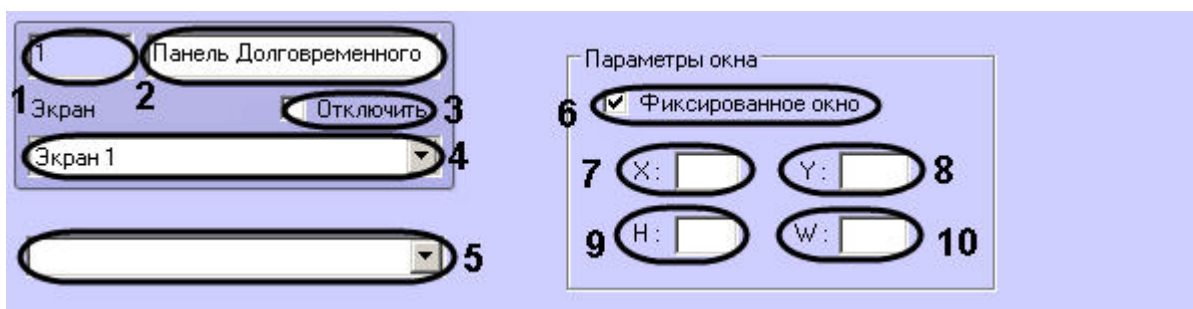 1 Панель Долговременного
1 Экран 2 Отключить 3
Экран 1 4
5
Параметры окна
6 Фиксированное окно
7 X: Y: 8
9 H: W: 10